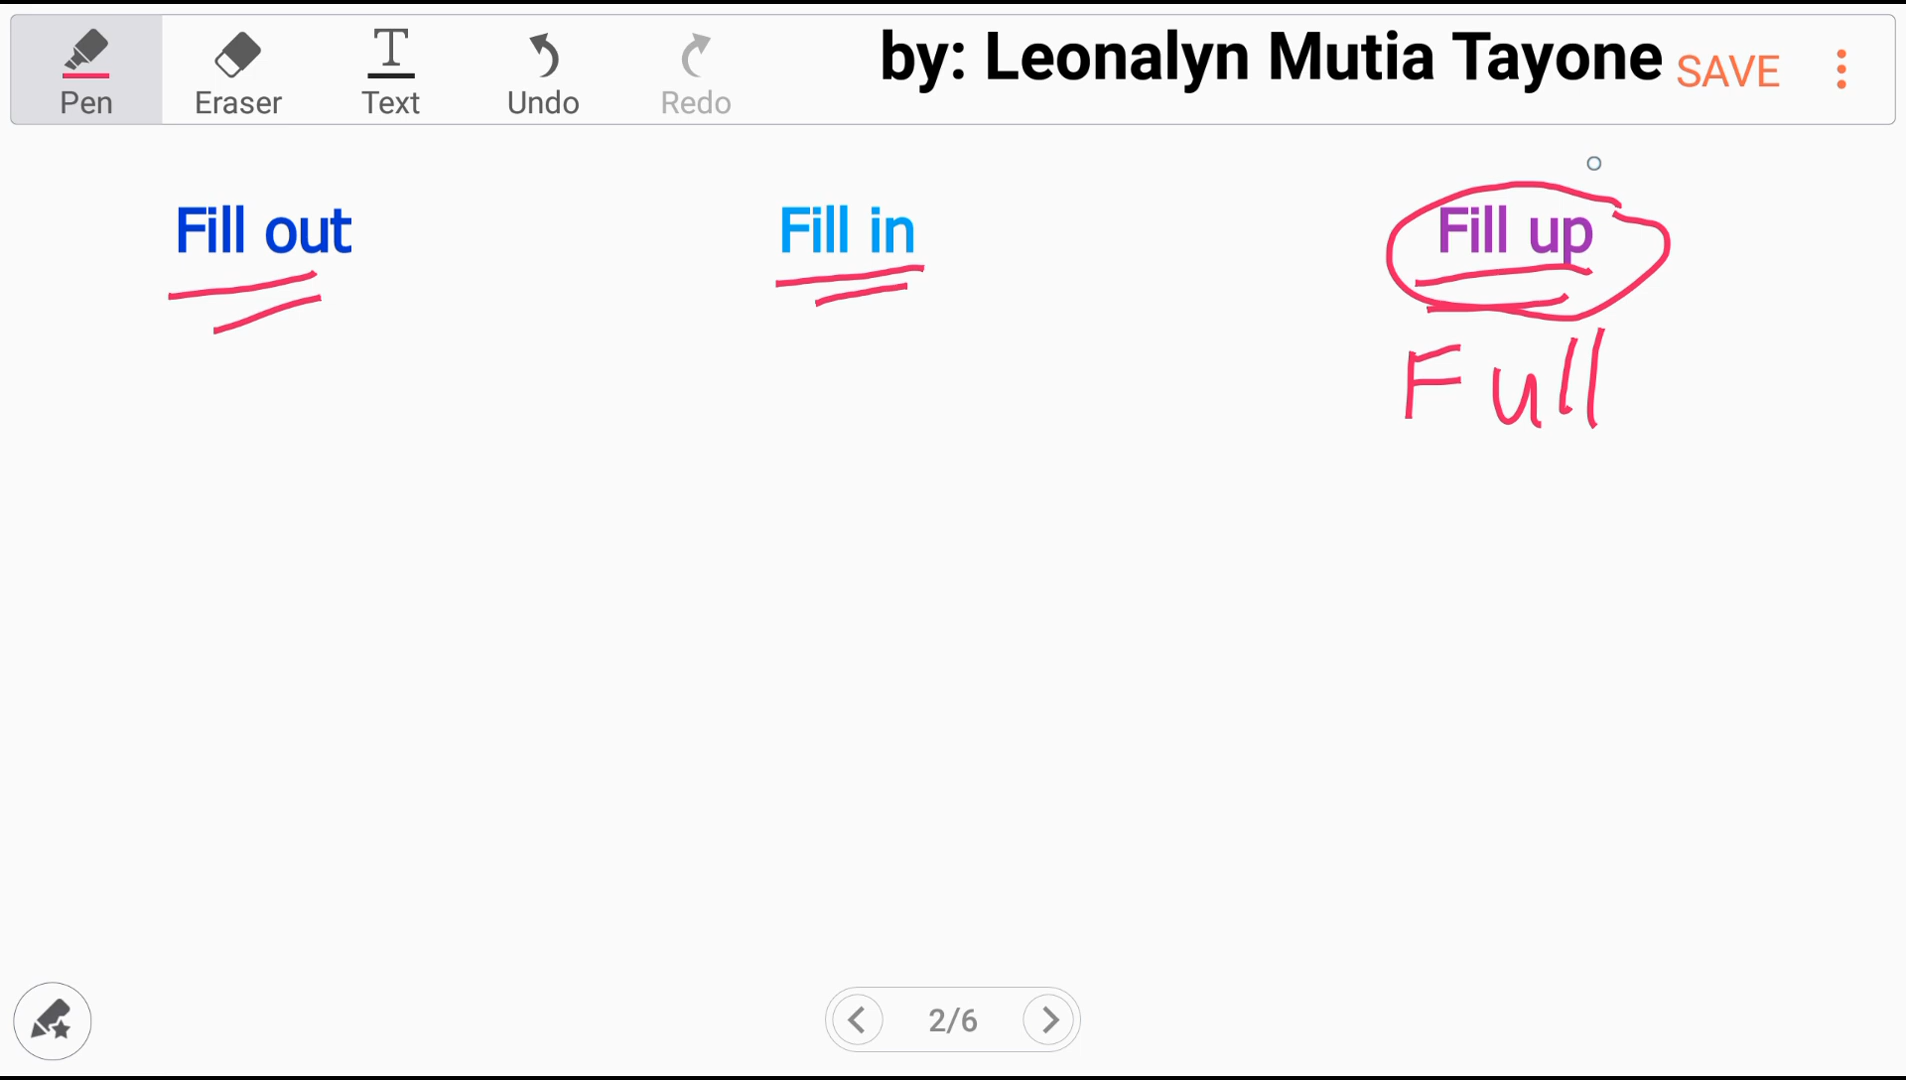 by: Leonalyn Mutia Tayone SAVE
Pen Eraser Text Undo Redo
Fill out Fill in Fill up
Full
2/6